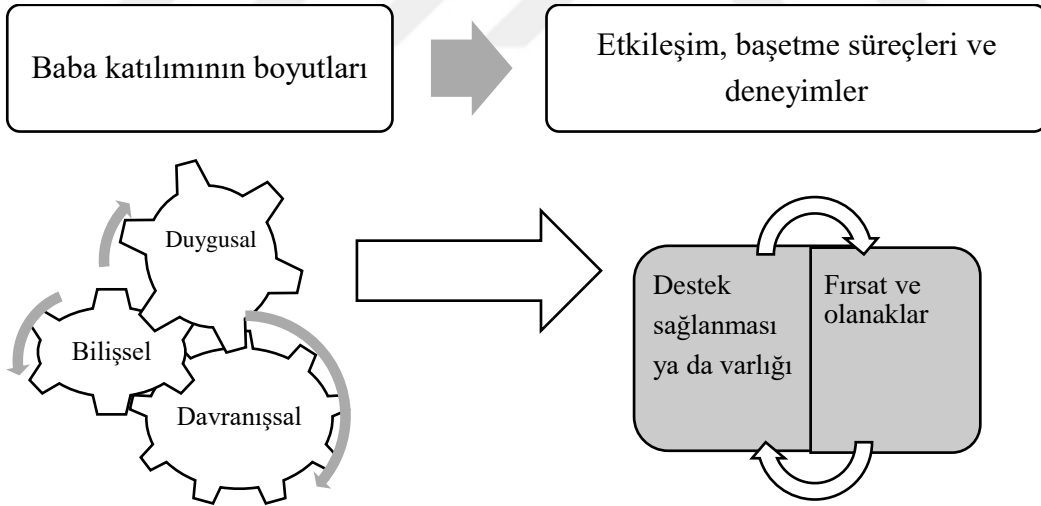 Baba katılımının boyutları
Etkileşim, başetme süreçleri ve
deneyimler
Duygusal
Bilişsel
Davranışsal
Destek
sağlanması
ya da varlığı
Fırsat ve
olanaklar